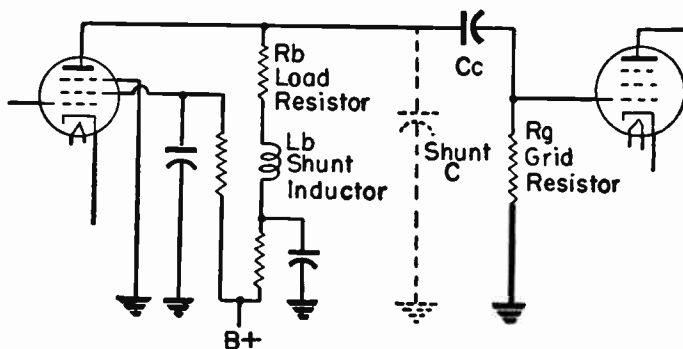 Rb
Load
Resistor
Lb
Shunt
Inductor
B+
Shunt
C
Cc
Rg
Grid
Resistor